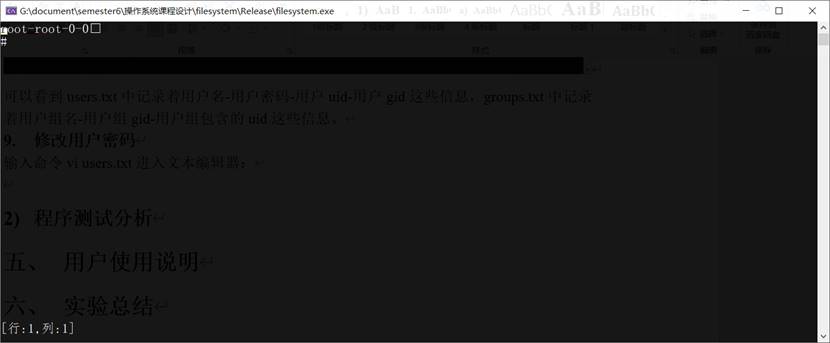 G:\document\semester6\操作系统课程设计\filesystem\Release\filesystem.exe
root-root-0-0□
#
可以看到 users.txt 中记录着用户名-用户密码-用户 uid-用户 gid 这些信息。groups.txt 中记录
着用户组名-用户组 gid-用户组包含的 uid 这些信息。
9. 修改用户密码
输入命令 vi users.txt 进入文本编辑器：
2) 程序测试分析
五、 用户使用说明
六、 实验总结
[行:1,列:1]